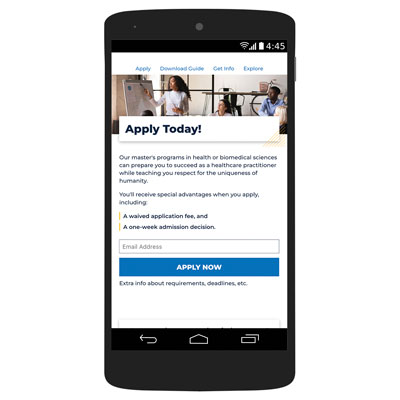 4:45
Apply Download Guide Get Info Explore
Apply Today!
Our master's programs in health or biomedical sciences
can prepare you to succeed as a healthcare practitioner
while teaching you respect for the uniqueness of
humanity.
You'll receive special advantages when you apply,
including:
A waived application fee, and
A one-week admission decision.
Email Address
APPLY NOW
Extra info about requirements, deadlines, etc.